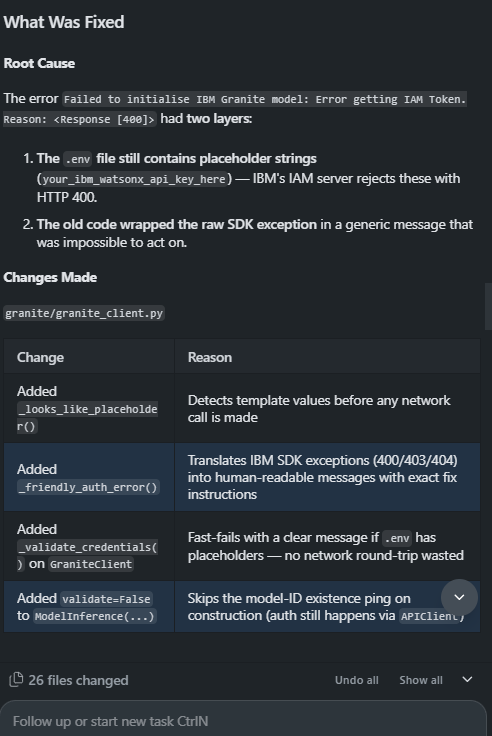 What Was Fixed
Root Cause
The error Failed to initialise IBM Granite model: Error getting IAM Token.
Reason: <Response [400]> had two layers:
1. The .env file still contains placeholder strings
(your_ibm_watsonx_api_key_here) — IBM's IAM server rejects these with
HTTP 400.
2. The old code wrapped the raw SDK exception in a generic message that
was impossible to act on.
Changes Made
granite/granite_client.py
Change
Reason
Added
_looks_like_placeholde
r()
Detects template values before any network
call is made
Added
_friendly_auth_error()
Translates IBM SDK exceptions (400/403/404)
into human-readable messages with exact fix
instructions
Added
_validate_credentials(
) on GraniteClient
Fast-fails with a clear message if .env has
placeholders — no network round-trip wasted
Added validate=False
to ModelInference(...)
Skips the model-ID existence ping on
construction (auth still happens via APIClient)
26 files changed
Undo all
Show all
Follow up or start new task CtrlN